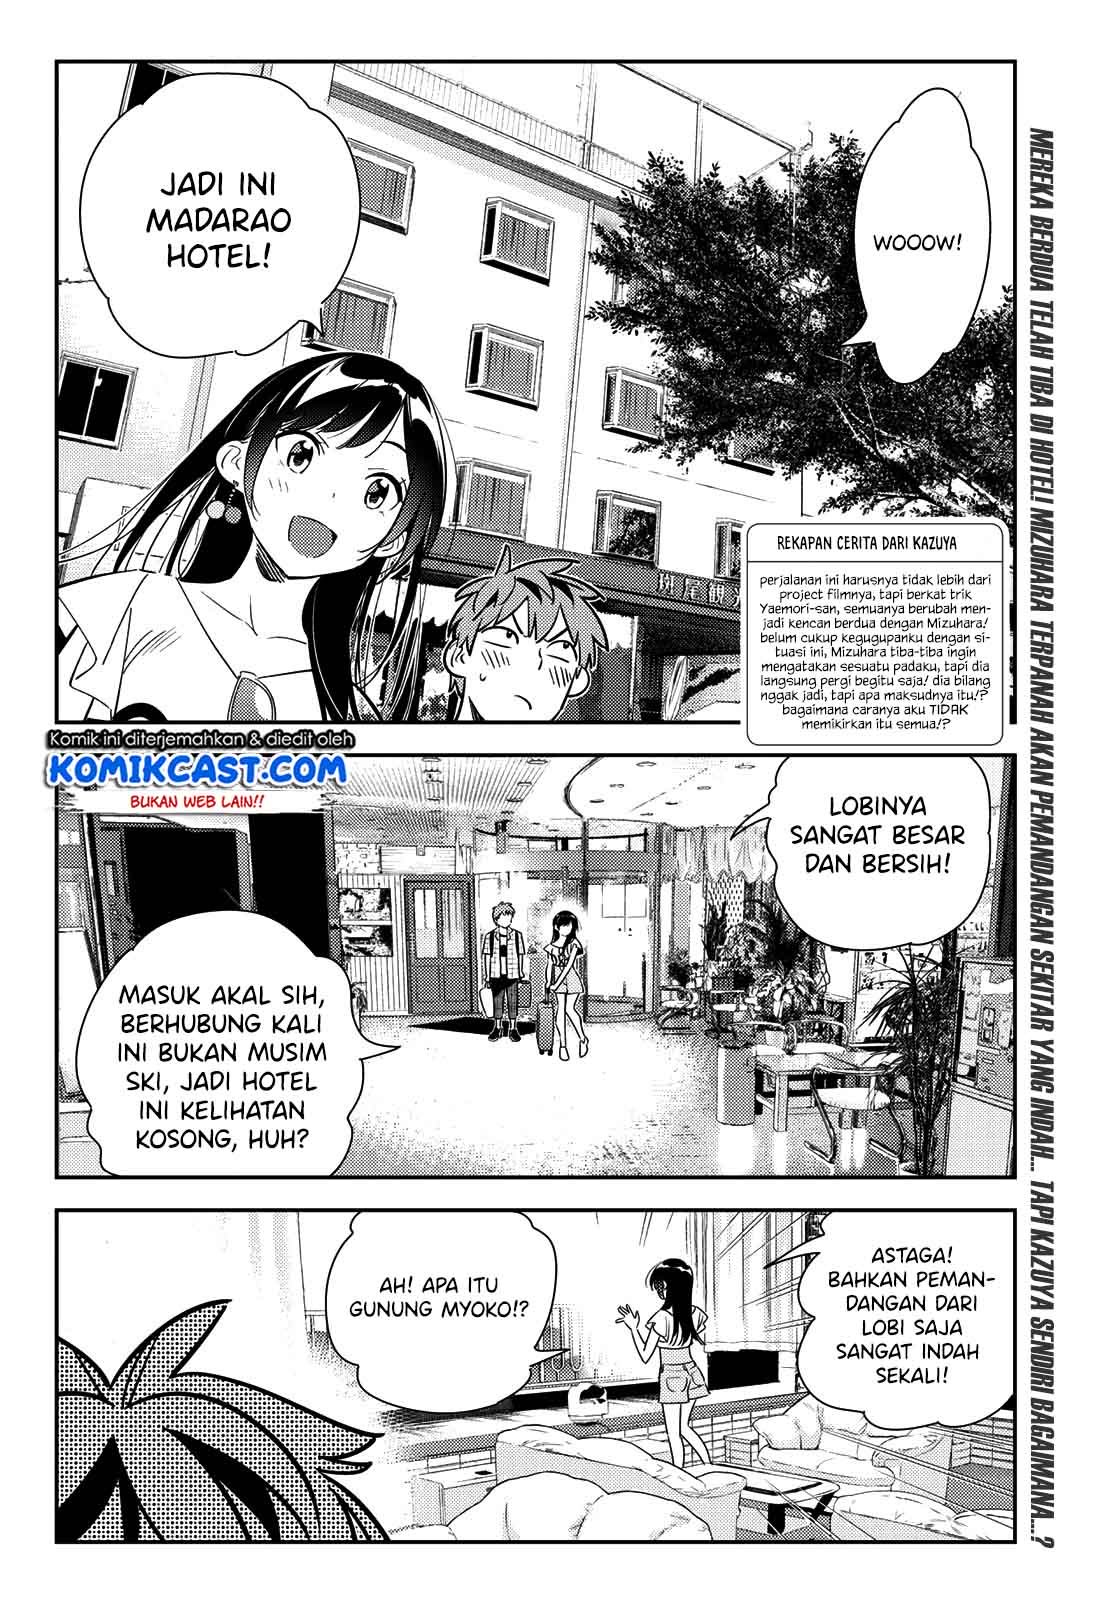 WOOOW!
JADI INI
MADARAO
HOTEL!
斑尾観
REKAPAN CERITA DARI KAZUYA
perjalanan ini harusnya tidak lebih dari
project filmnya, tapi berkat trik
Yaemori-san, semuanya berubah men-
jadi kencan berdua dengan Mizuhara!
belum cukup kegugupanku dengan si-
tuasi ini, Mizuhara tiba-tiba ingin
mengatakan sesuatu padaku, tapi dia
langsung pergi begitu saja! dia bilang
nggak jadi, tapi apa maksudnya itu!?
bagaimana caranya aku TIDAK
memikirkan itu semua!?
MEREKA BERDUA TELAH TIBA DI HOTEL! MIZUHARA TERPANAH AKAN PEMANDANGAN SEKITAR YANG INDAH... TAPI KAZUYA SENDIRI BAGAIMANA...?
Komik ini diterjemahkan & diedit oleh
KOMIKCAST.COM
BUKAN WEB LAIN!!
LOBINYA
SANGAT BESAR
DAN BERSIH!
MASUK AKAL SIH,
BERHUBUNG KALI
INI BUKAN MUSIM
SKI, JADI HOTEL
INI KELIHATAN
KOSONG, HUH?
ASTAGA!
BAHKAN PEMAN-
DANGAN DARI
LOBI SAJA
SANGAT INDAH
SEKALI!
AH! APA ITU
GUNUNG MYOKO!?